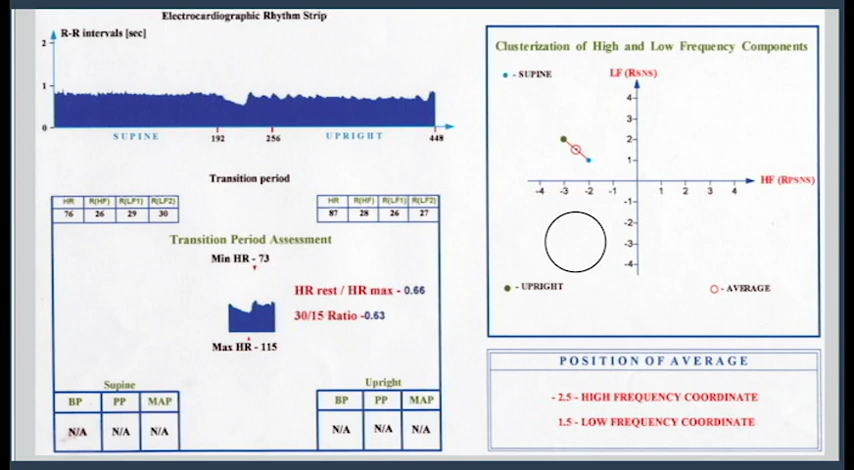 Electrocardiographic Rhythm Strip
R-R intervals [sec]
2
1
0
SUPINE 192 256 UPRIGHT 448
Transition period
HR R(HF) R(LF1) R(LF2)
76 26 29 30
HR R(HF) R(LF1) R(LF2)
87 28 26 27
Transition Period Assessment
Min HR - 73
HR rest / HR max - 0.66
30/15 Ratio -0.63
Max HR - 115
Supine
BP PP MAP
N/A N/A N/A
Upright
BP PP MAP
N/A N/A N/A
Clusterization of High and Low Frequency Components
- SUPINE
LF (RSNS)
4
3
2
1
HF (RPSNS)
-4 -3 -2 -1 1 2 3 4
-1
-2
-3
-4
- UPRIGHT
- AVERAGE
POSITION OF AVERAGE
- 2.5 - HIGH FREQUENCY COORDINATE
1.5 - LOW FREQUENCY COORDINATE